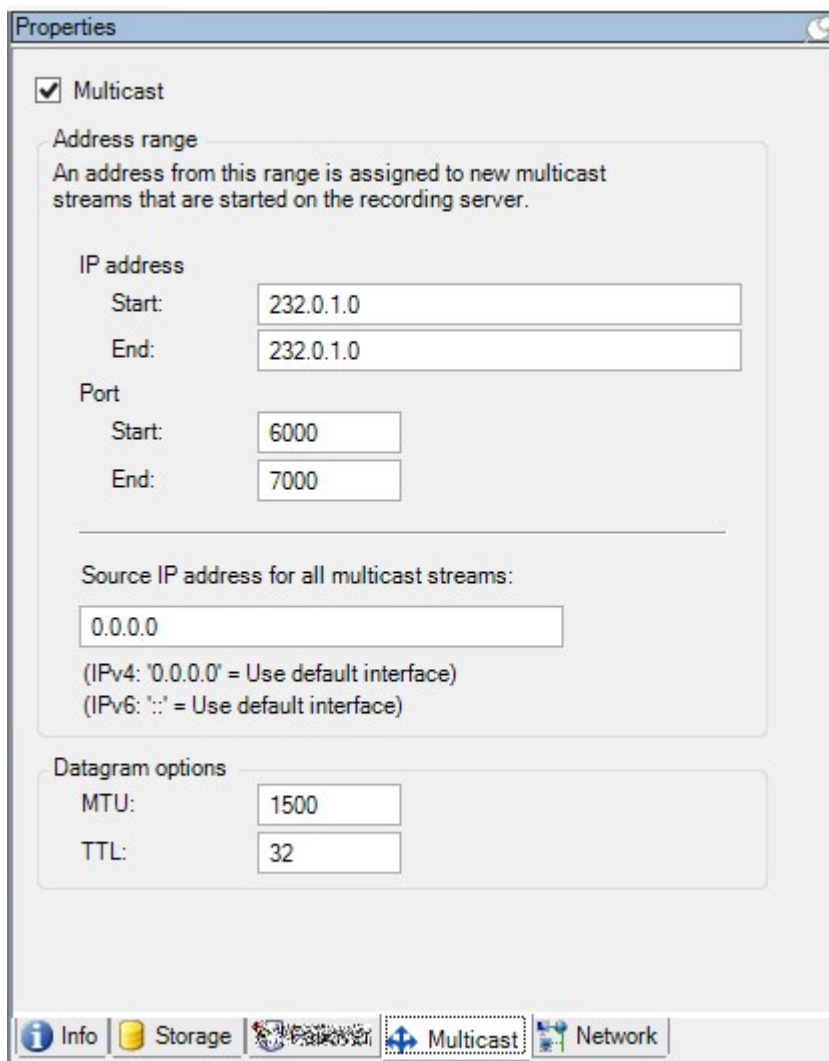 Properties
Multicast
Address range
An address from this range is assigned to new multicast
streams that are started on the recording server.
IP address
Start: 232.0.1.0
End: 232.0.1.0
Port
Start: 6000
End: 7000
Source IP address for all multicast streams:
0.0.0.0
(IPv4: '0.0.0.0' = Use default interface)
(IPv6: '::' = Use default interface)
Datagram options
MTU: 1500
TTL: 32
Info Storage Multicast Network